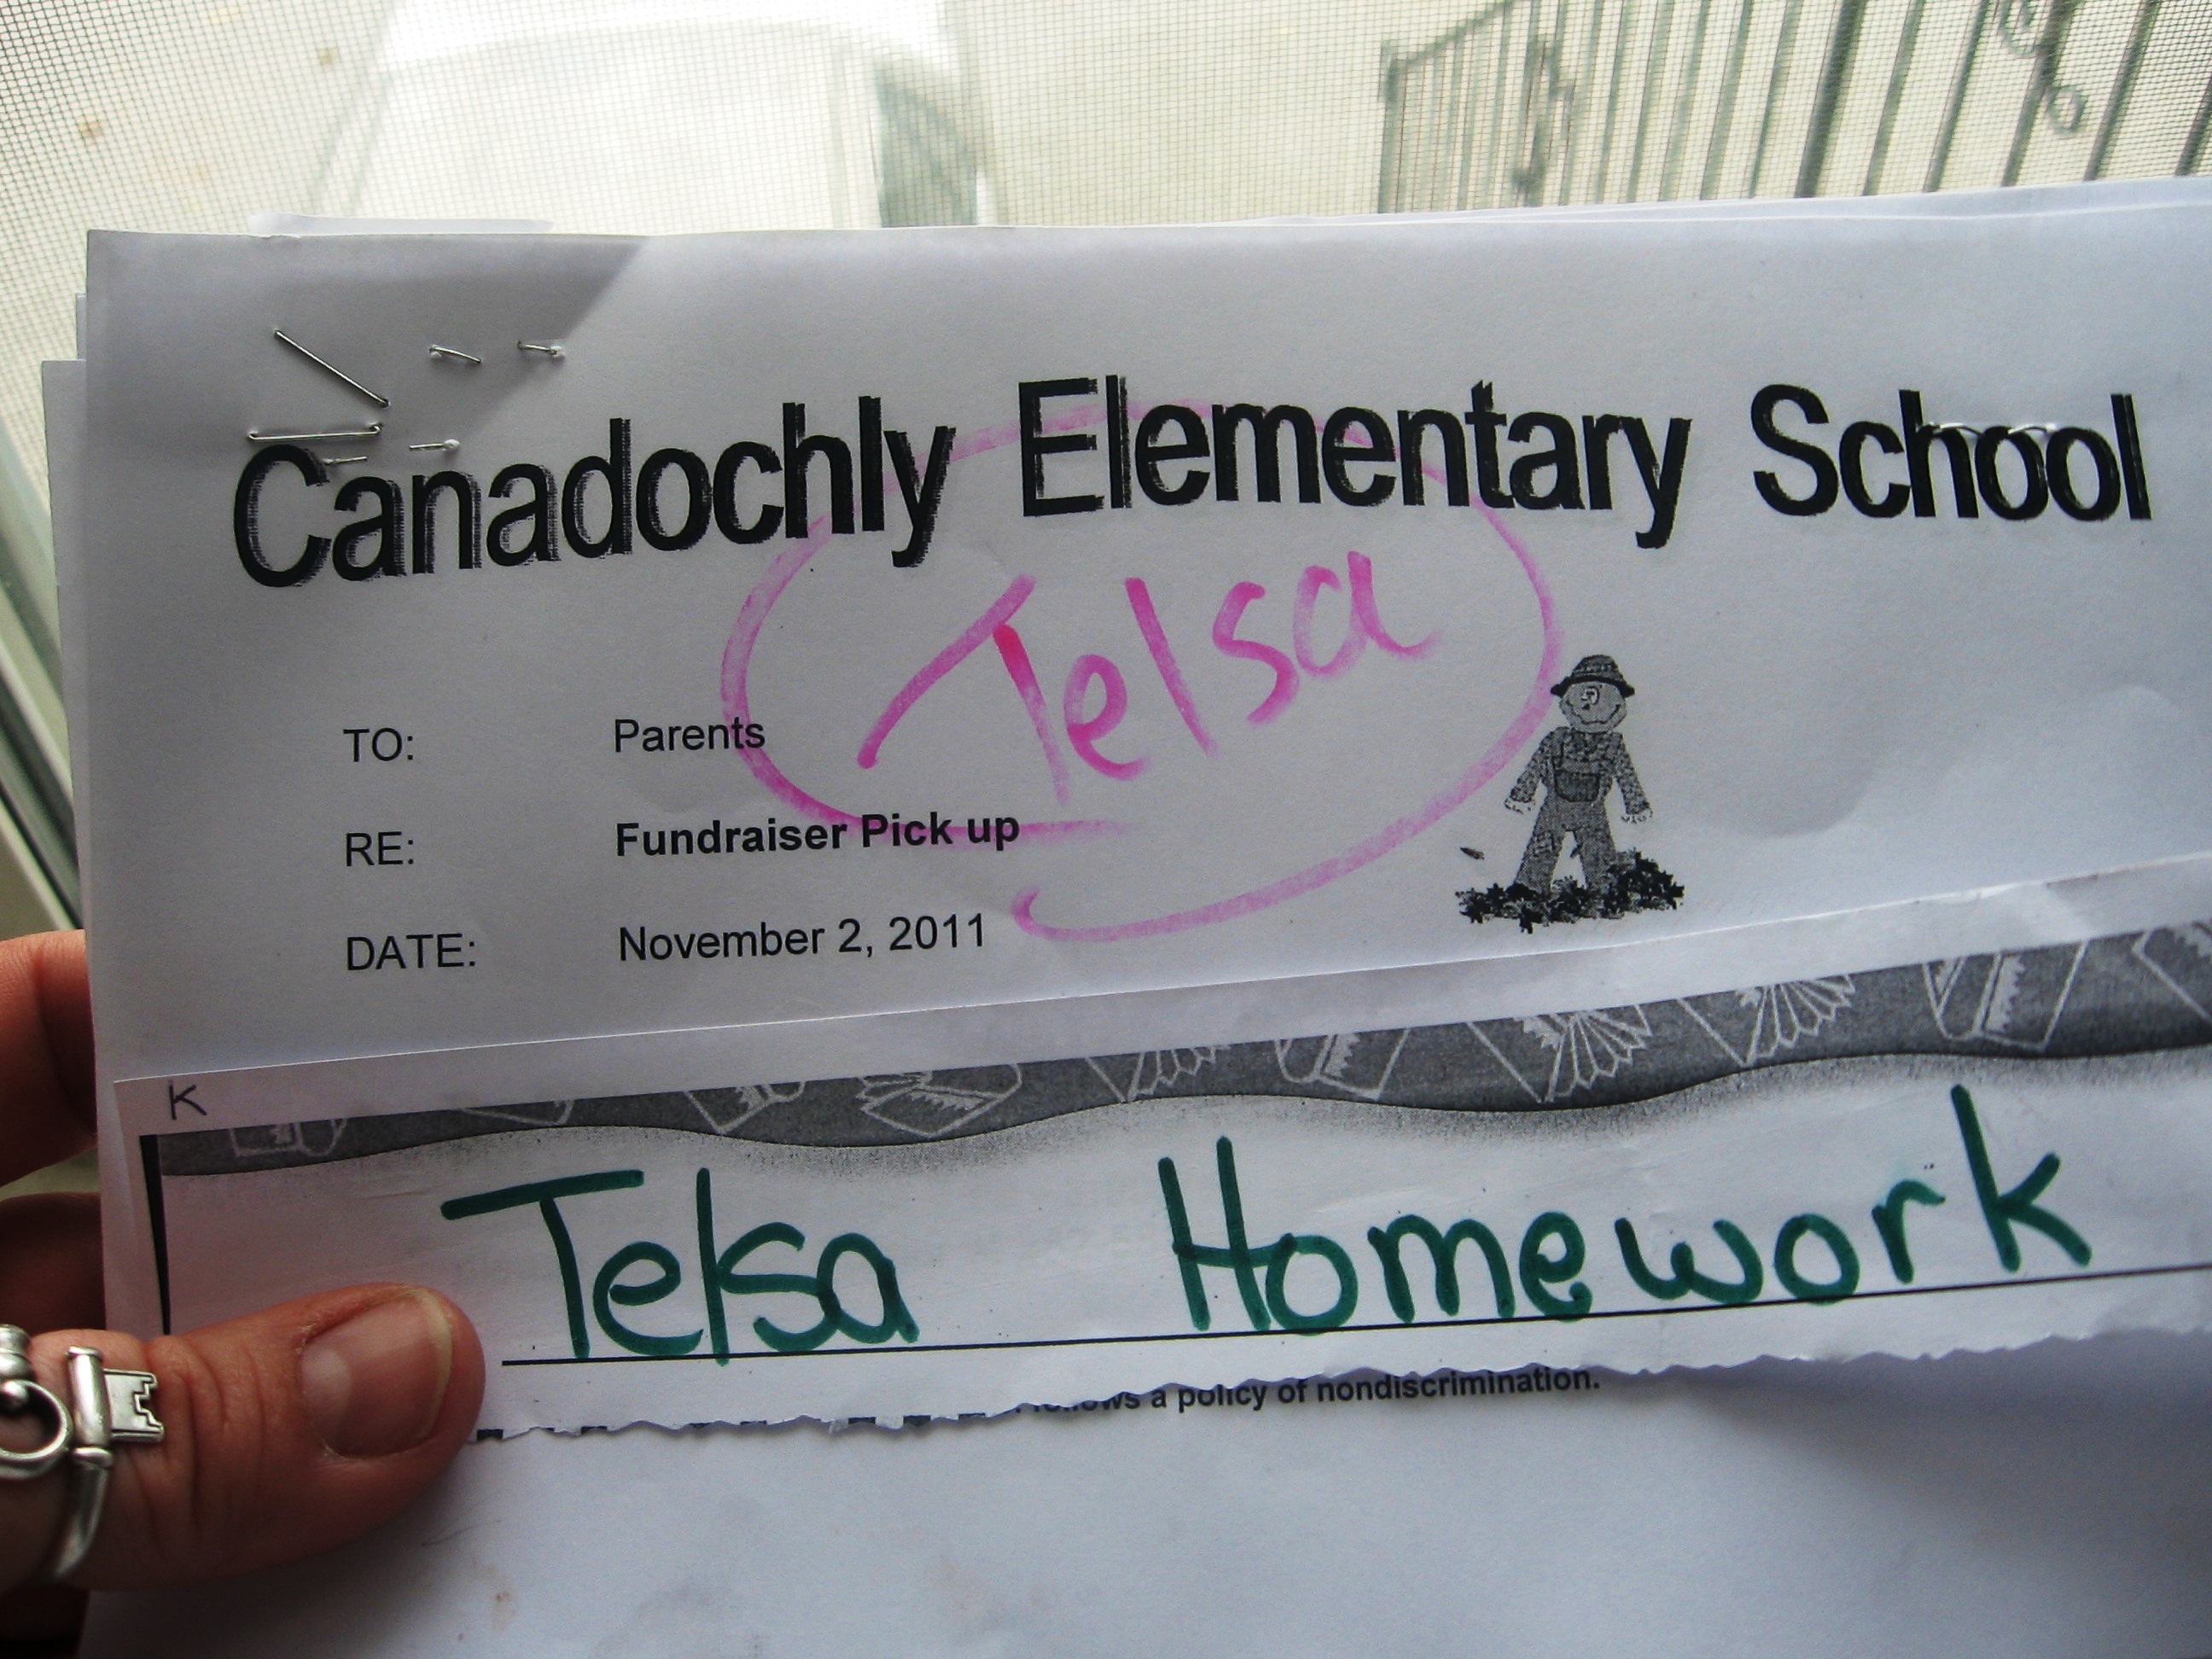 Canadochly Elementary School
Telsa
TO: Parents
RE: Fundraiser Pick up
DATE: November 2, 2011
K
Telsa Homework
a policy of nondiscrimination.